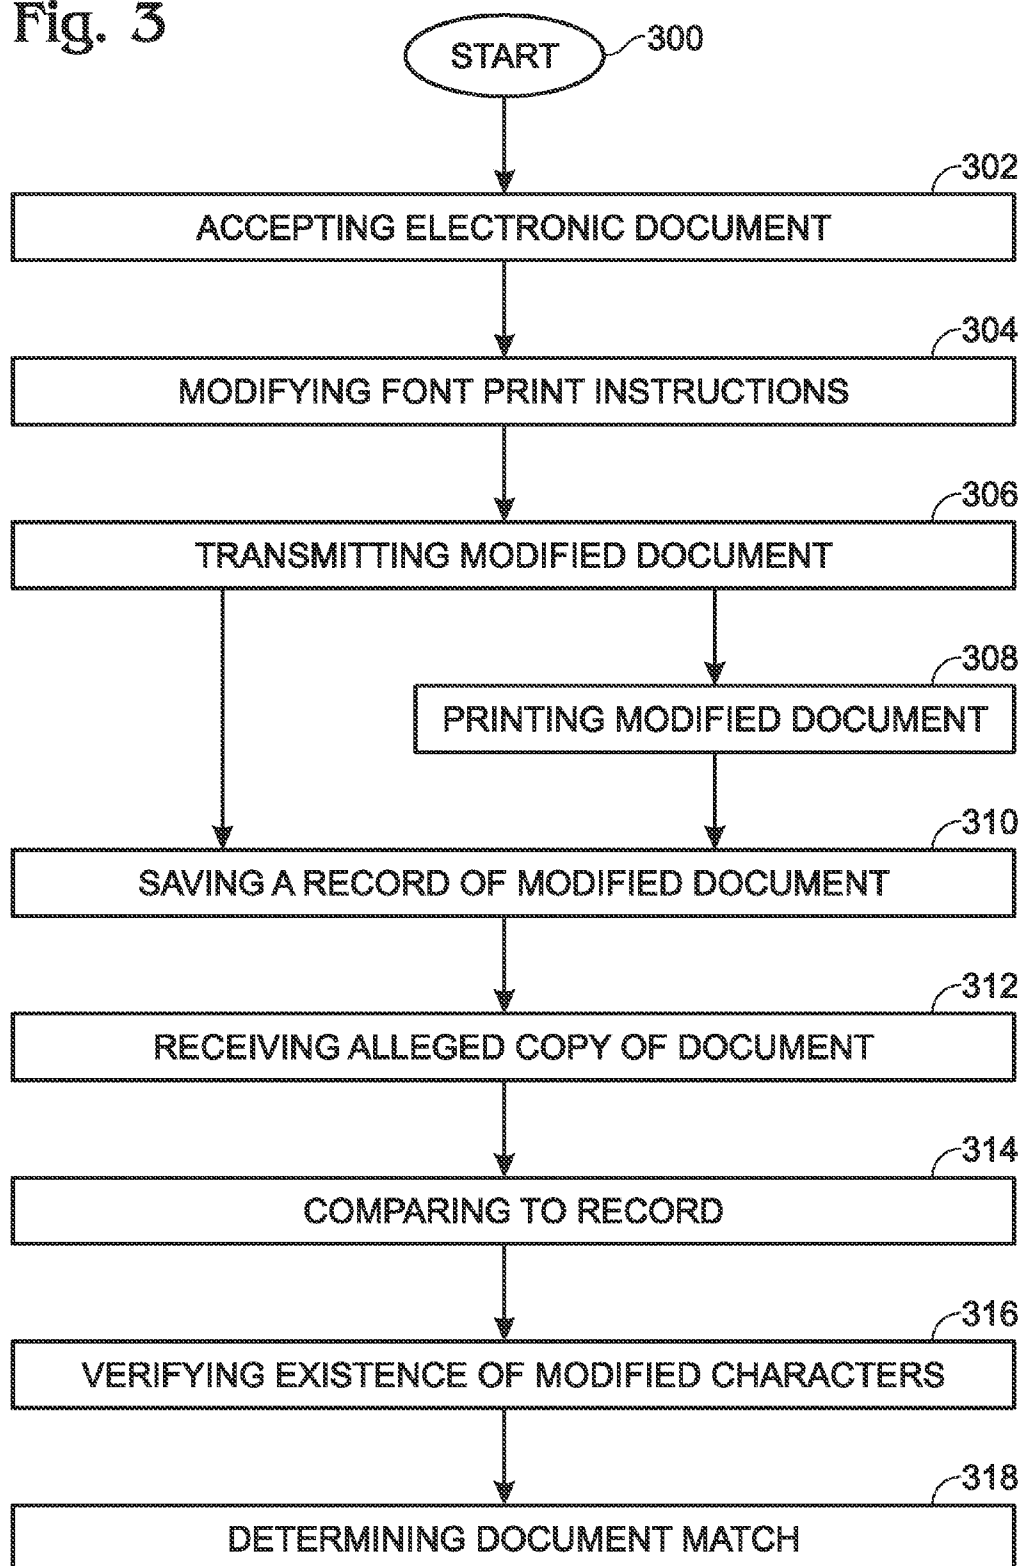 Fig. 3
START
300
302
ACCEPTING ELECTRONIC DOCUMENT
304
MODIFYING FONT PRINT INSTRUCTIONS
306
TRANSMITTING MODIFIED DOCUMENT
308
PRINTING MODIFIED DOCUMENT
310
SAVING A RECORD OF MODIFIED DOCUMENT
312
RECEIVING ALLEGED COPY OF DOCUMENT
314
COMPARING TO RECORD
316
VERIFYING EXISTENCE OF MODIFIED CHARACTERS
318
DETERMINING DOCUMENT MATCH